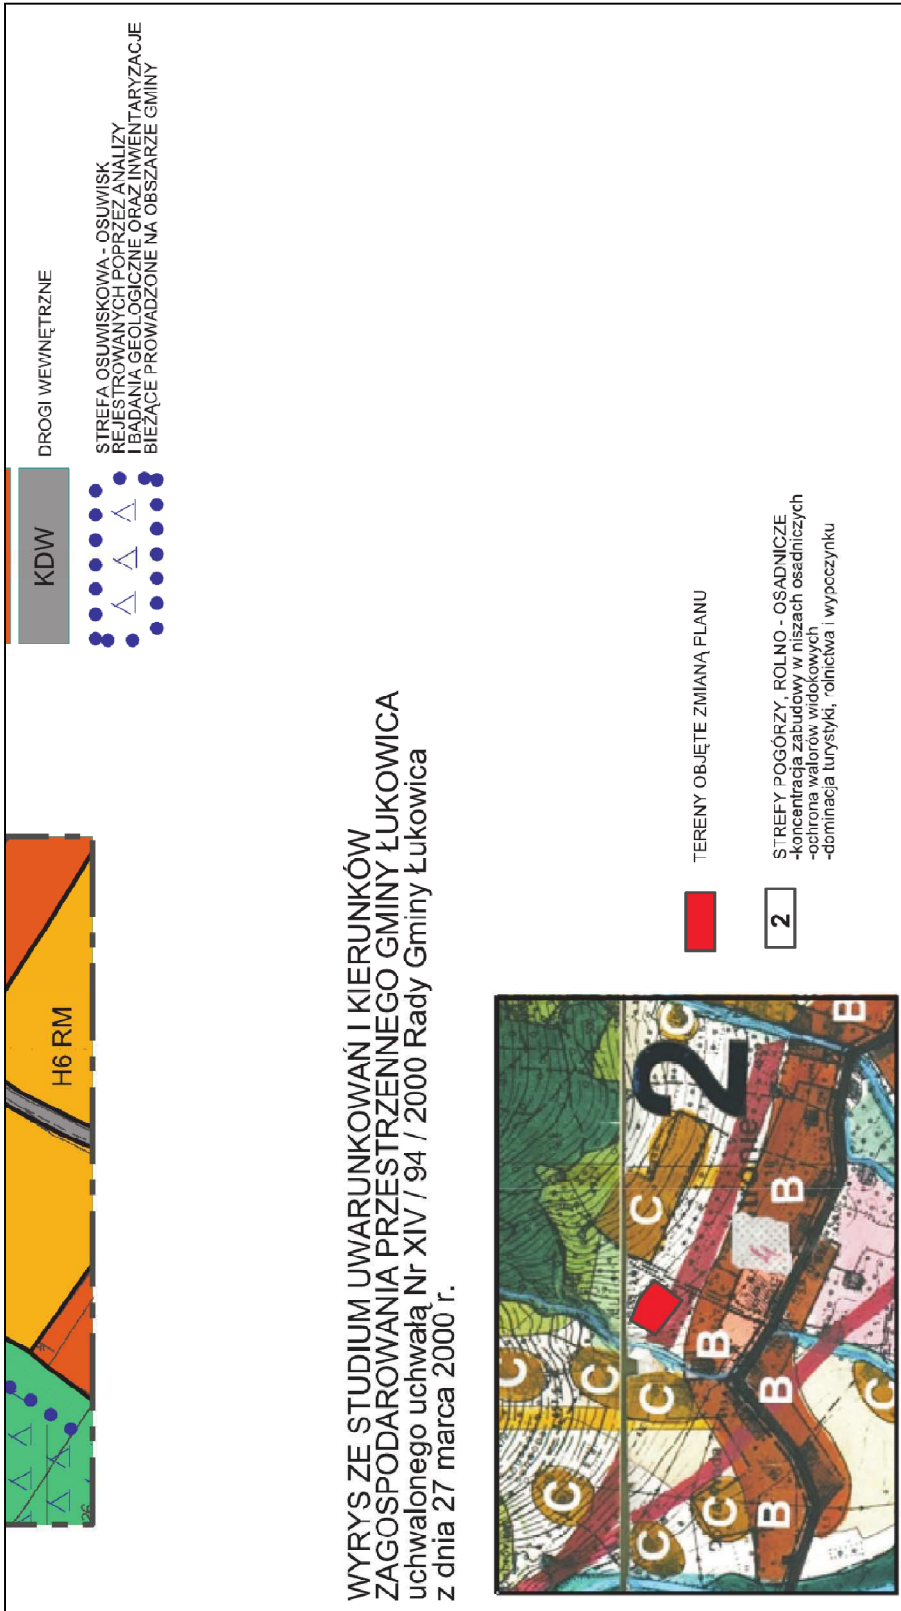 H6 RM
KDW
DROGI WEWNĘTRZNE
STREFA OSUWISKOWA - OSUWISK
REJESTROWANYCH POPRZEZ ANALIZY
I BADANIA GEOLOGICZNE ORAZ INWENTARYZACJE
BIEŻĄCE PROWADZONE NA OBSZARZE GMINY
WYRYS ZE STUDIUM UWARUNKOWAŃ I KIERUNKÓW
ZAGOSPODAROWANIA PRZESTRZENNEGO GMINY ŁUKOWICA
uchwalonego uchwałą Nr XIV / 94 / 2000 Rady Gminy Łukowica
z dnia 27 marca 2000 r.
TERENY OBJĘTE ZMIANĄ PLANU
2
STREFY POGÓRZY, ROLNO - OSADNICZE
-koncentracja zabudowy w niszach osadniczych
-ochrona walorów widokowych
-dominacja turystyki, rolnictwa i wypoczynku
C
C
C
C
C
C
C
C
C
2
B
B
B
B
B
4